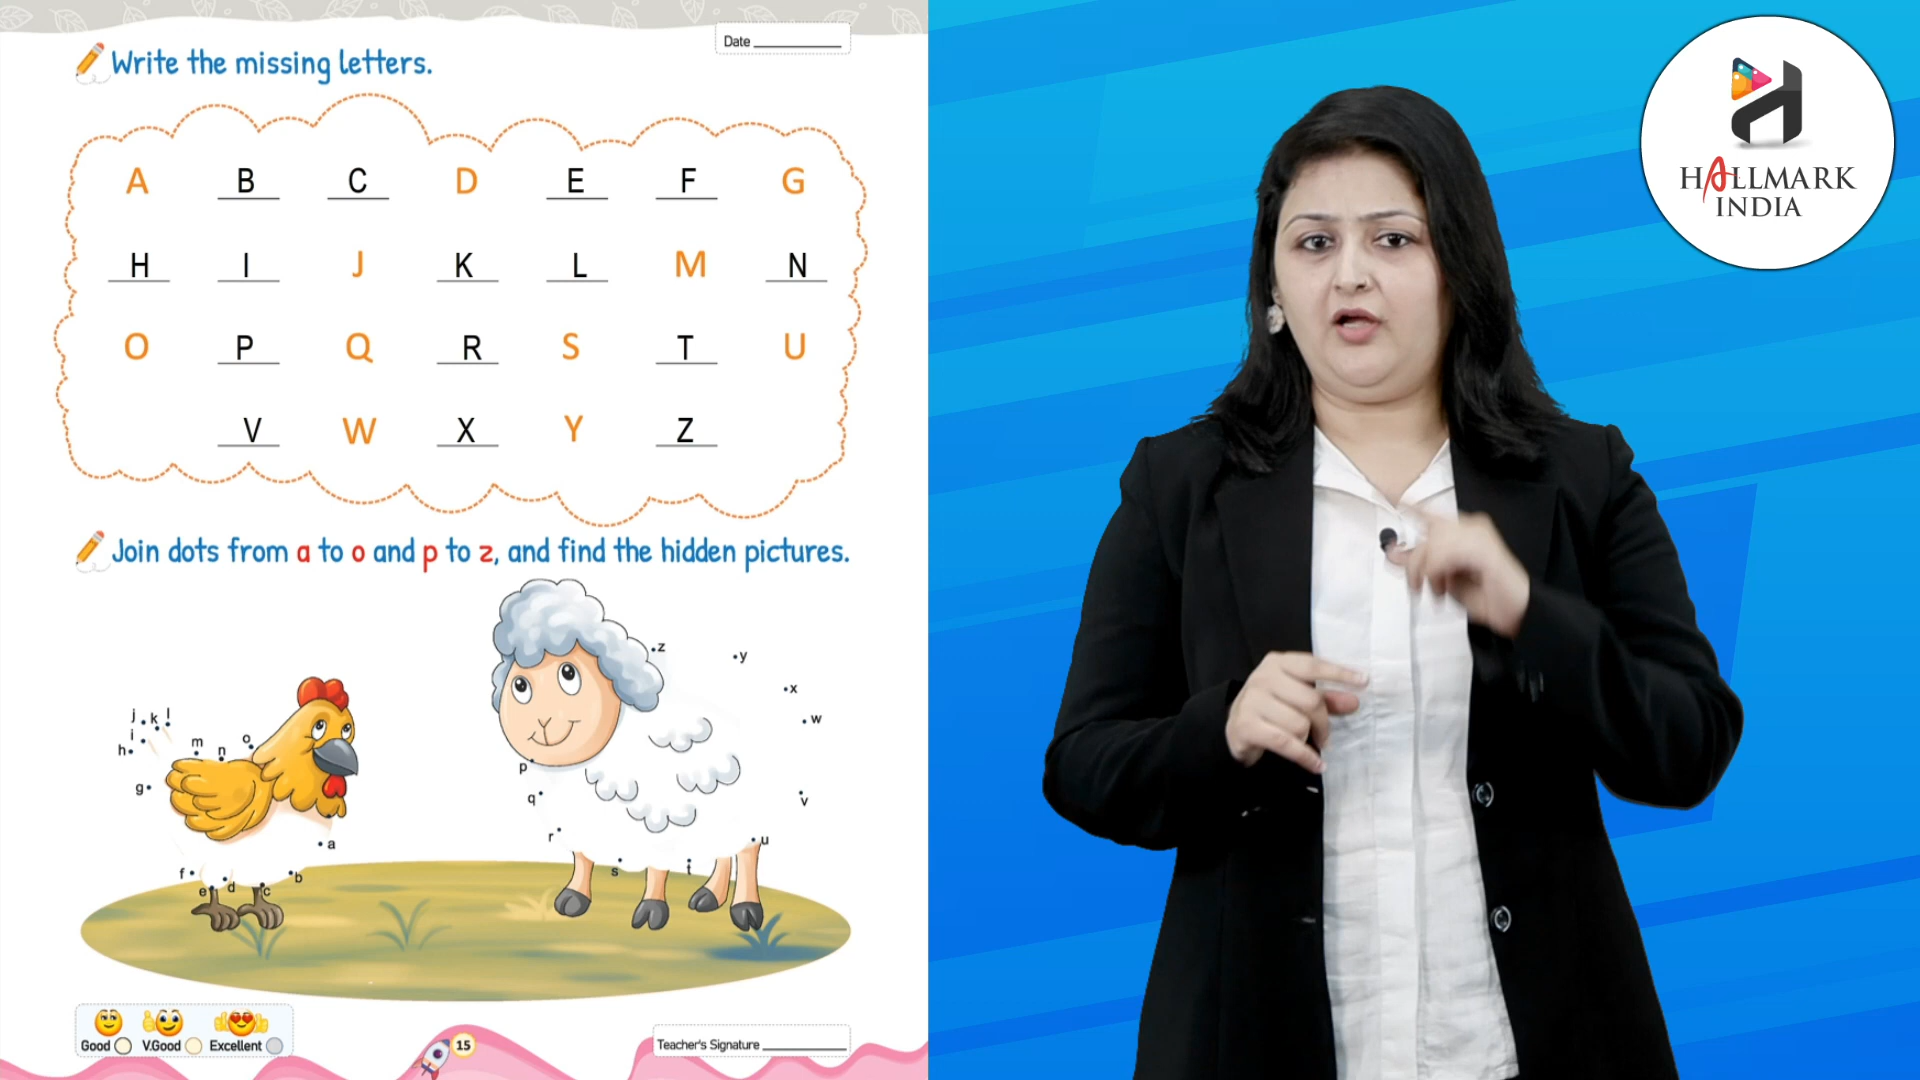 Date
Write the missing letters.
A B C D E F G
H I J K L M N
O P Q R S T U
V W X Y Z
Join dots from a to o and p to z, and find the hidden pictures.
z
y
x
w
j k l
i
h
m n o
p
g
q
v
r
a
u
s
t
f e d c b
Good V.Good Excellent
15
Teacher's Signature
HALLMARK
INDIA